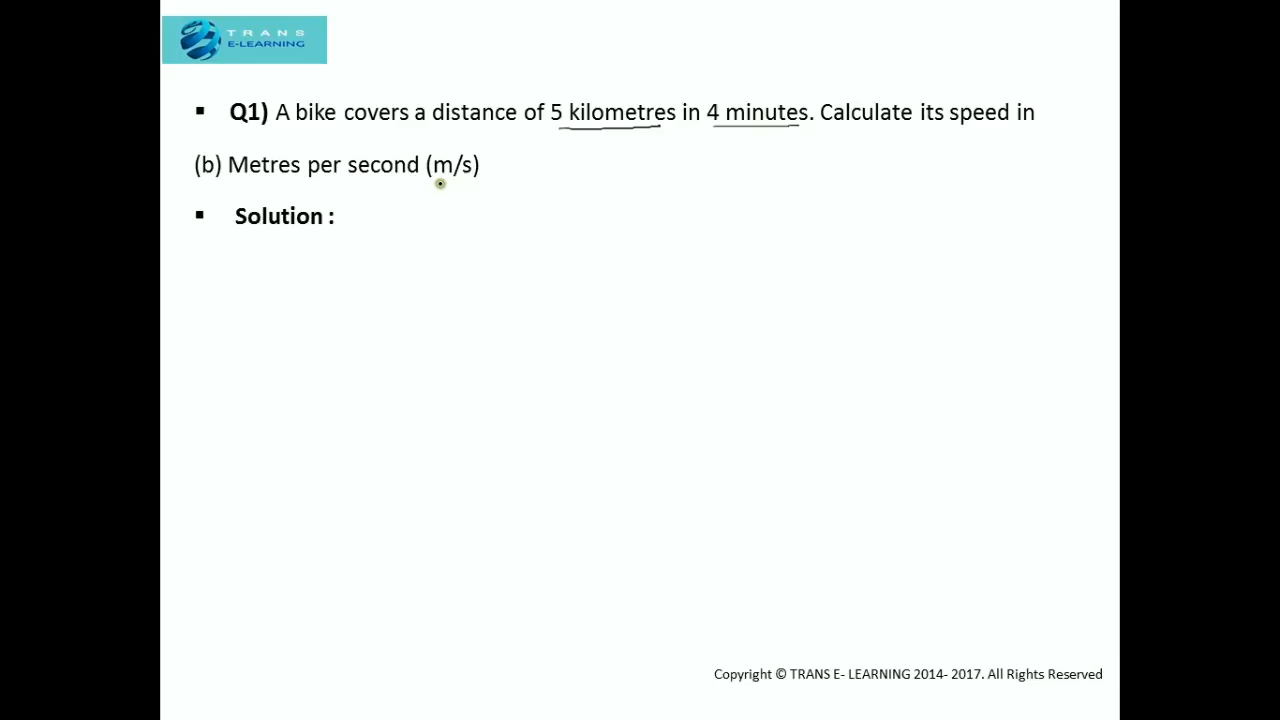 TRANS
E-LEARNING
▪ Q1) A bike covers a distance of 5 kilometres in 4 minutes. Calculate its speed in
(b) Metres per second (m/s)
▪ Solution :
Copyright © TRANS E- LEARNING 2014- 2017. All Rights Reserved